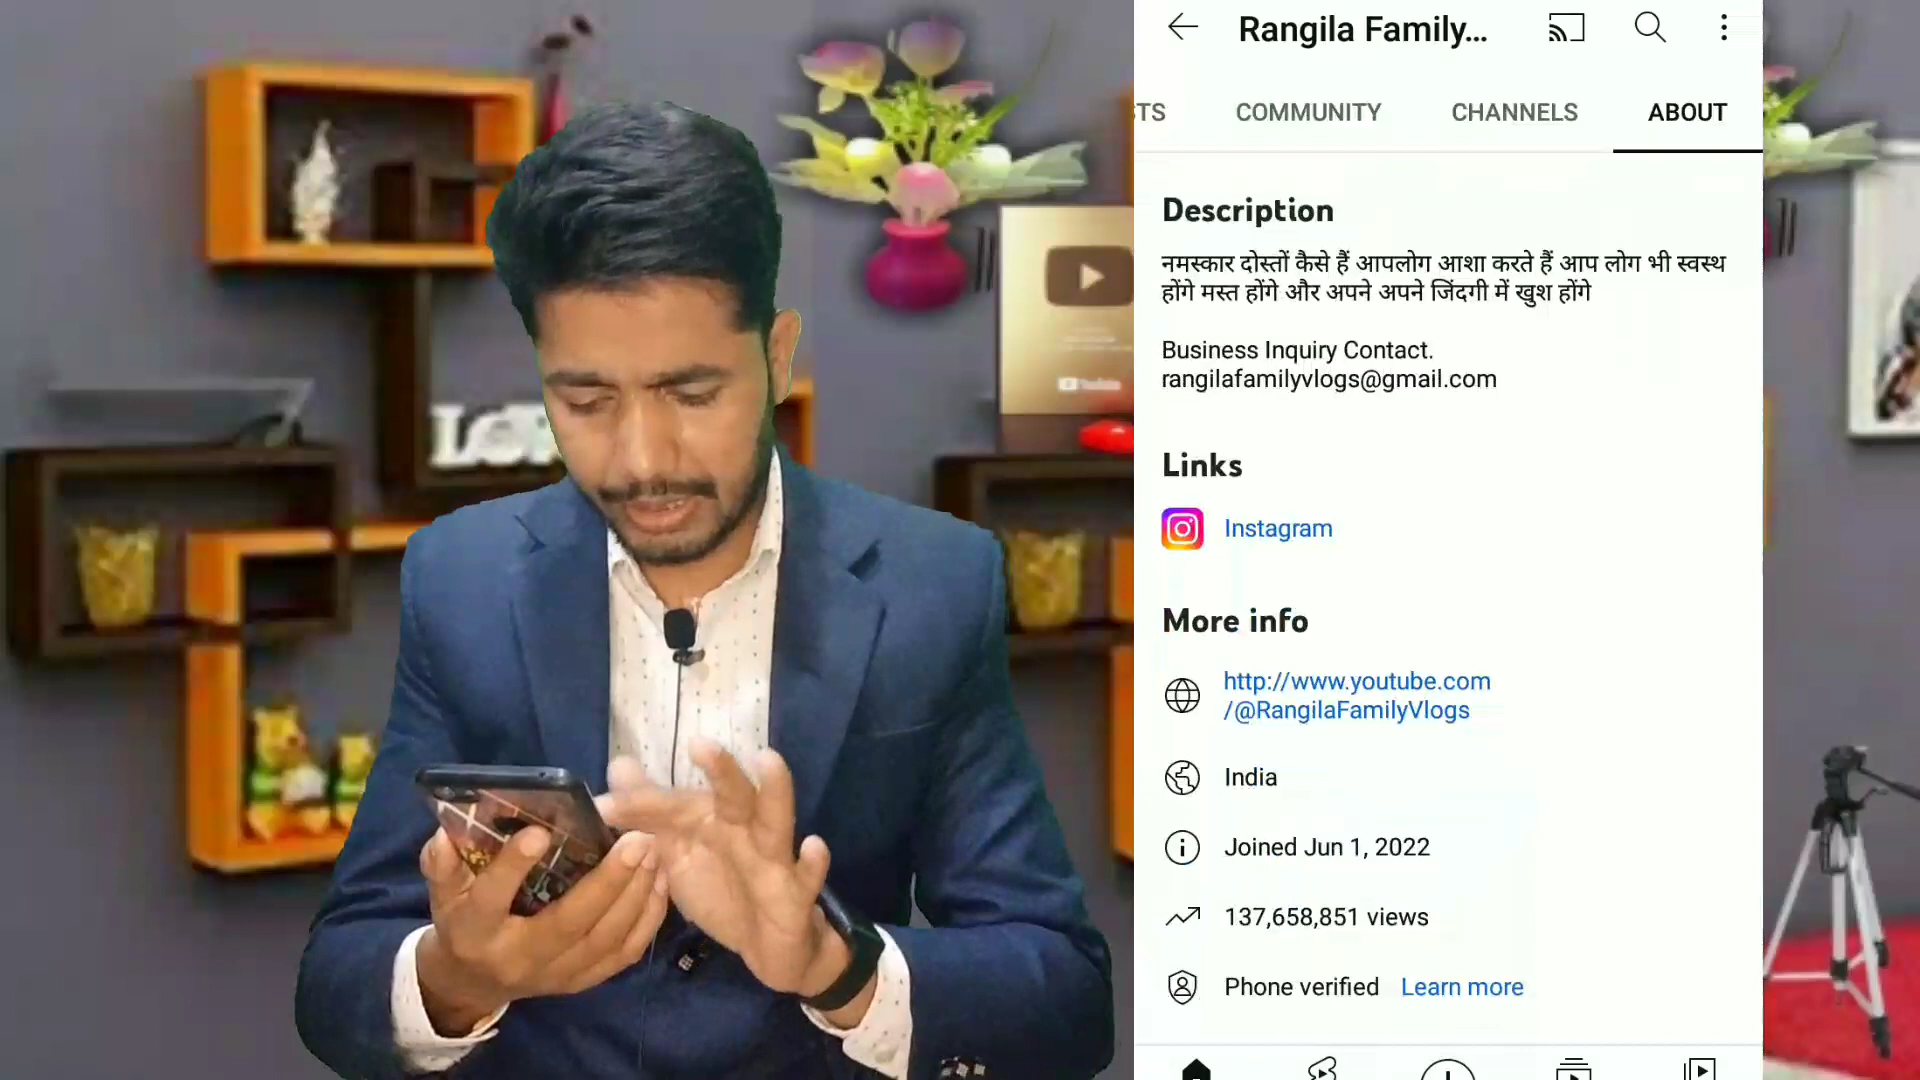 Rangila Family...
TS
COMMUNITY
CHANNELS
ABOUT
Description
नमस्कार दोस्तों कैसे हैं आपलोग आशा करते हैं आप लोग भी स्वस्थ
होंगे मस्त होंगे और अपने अपने जिंदगी में खुश होंगे
Business Inquiry Contact.
rangilafamilyvlogs@gmail.com
Links
Instagram
More info
http://www.youtube.com
/@RangilaFamilyVlogs
India
Joined Jun 1, 2022
137,658,851 views
Phone verified Learn more
YouTube